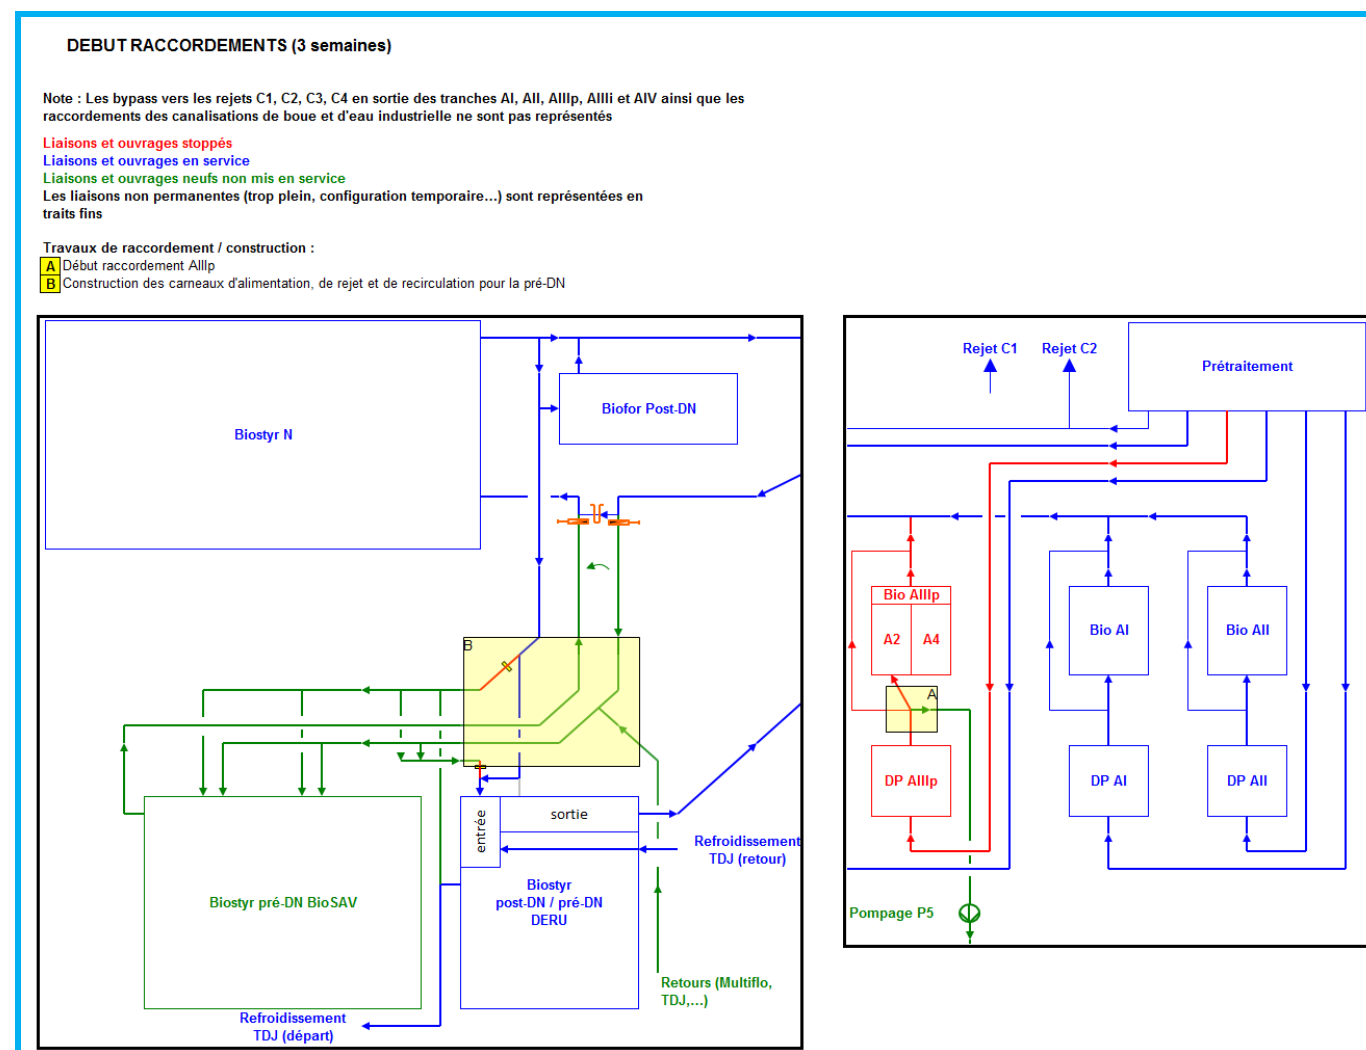 DEBUT RACCORDEMENTS (3 semaines)
Note : Les bypass vers les rejets C1, C2, C3, C4 en sortie des tranches AI, AII, AIIIp, AIIIi et AIV ainsi que les
raccordements des canalisations de boue et d'eau industrielle ne sont pas représentés
Liaisons et ouvrages stoppés
Liaisons et ouvrages en service
Liaisons et ouvrages neufs non mis en service
Les liaisons non permanentes (trop plein, configuration temporaire...) sont représentées en
traits fins
Travaux de raccordement / construction :
A Début raccordement AIIIp
B Construction des carneaux d'alimentation, de rejet et de recirculation pour la pré-DN
Biostyr N
Biofor Post-DN
B
entrée
sortie
Refroidissement
TDJ (retour)
Biostyr pré-DN BioSAV
Biostyr
post-DN / pré-DN
DERU
Retours (Multiflo,
TDJ,...)
Refroidissement
TDJ (départ)
Rejet C1
Rejet C2
Prétraitement
Bio AIIIp
A2
A4
Bio AI
Bio AII
A
DP AIIIp
DP AI
DP AII
Pompage P5